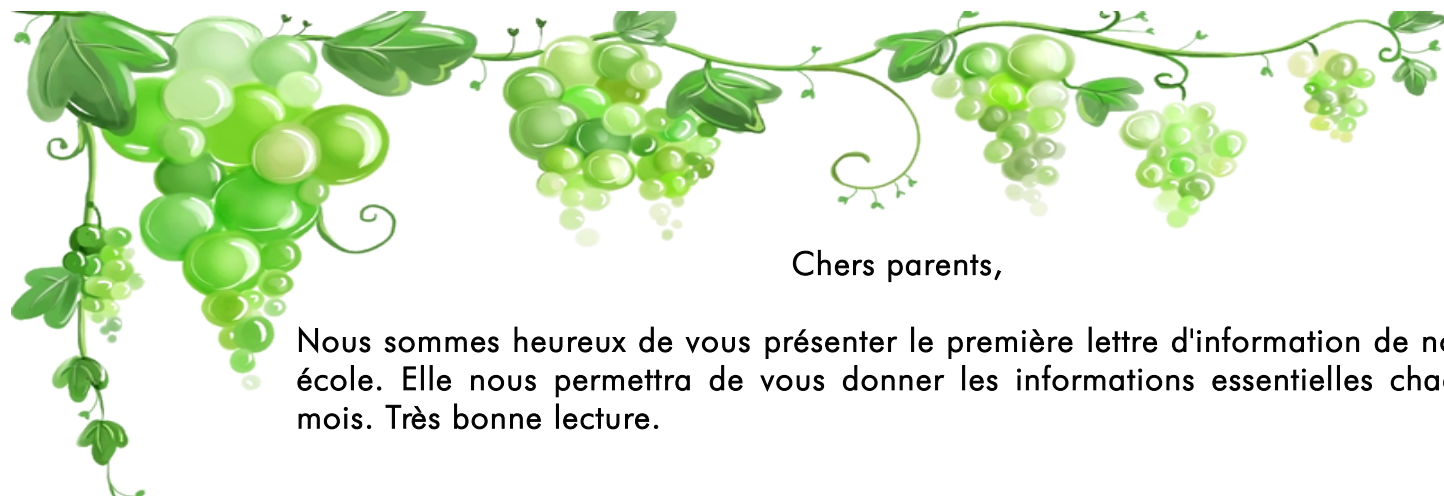 Chers parents,
Nous sommes heureux de vous présenter le première lettre d'information de
école. Elle nous permettra de vous donner les informations essentielles
mois. Très bonne lecture.